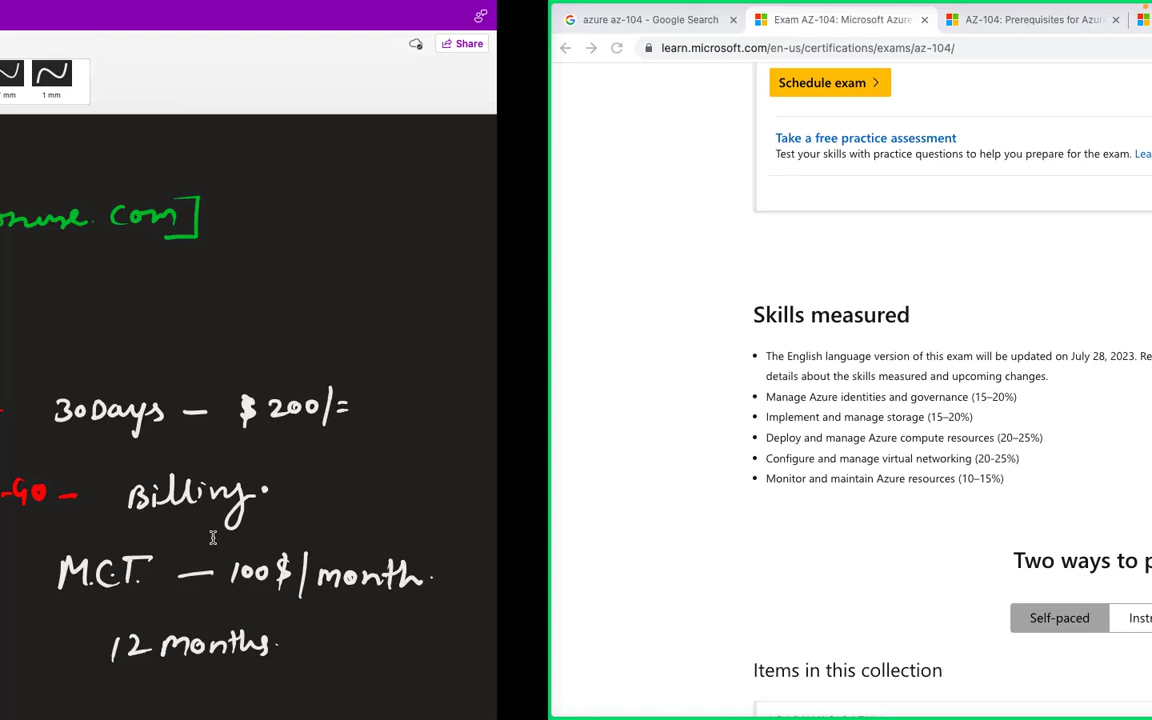 Share
mm
1 mm
com]
30Days — $ 200/=
-Go — Billing.
M.C.T. — 100$/month.
12 months.
azure az-104 - Google Search
Exam AZ-104: Microsoft Azure
AZ-104: Prerequisites for Azur
learn.microsoft.com/en-us/certifications/exams/az-104/
Schedule exam
Take a free practice assessment
Test your skills with practice questions to help you prepare for the exam. Lea
Skills measured
• The English language version of this exam will be updated on July 28, 2023. Re
details about the skills measured and upcoming changes.
• Manage Azure identities and governance (15–20%)
• Implement and manage storage (15–20%)
• Deploy and manage Azure compute resources (20–25%)
• Configure and manage virtual networking (20-25%)
• Monitor and maintain Azure resources (10–15%)
Two ways to p
Self-paced
Instr
Items in this collection